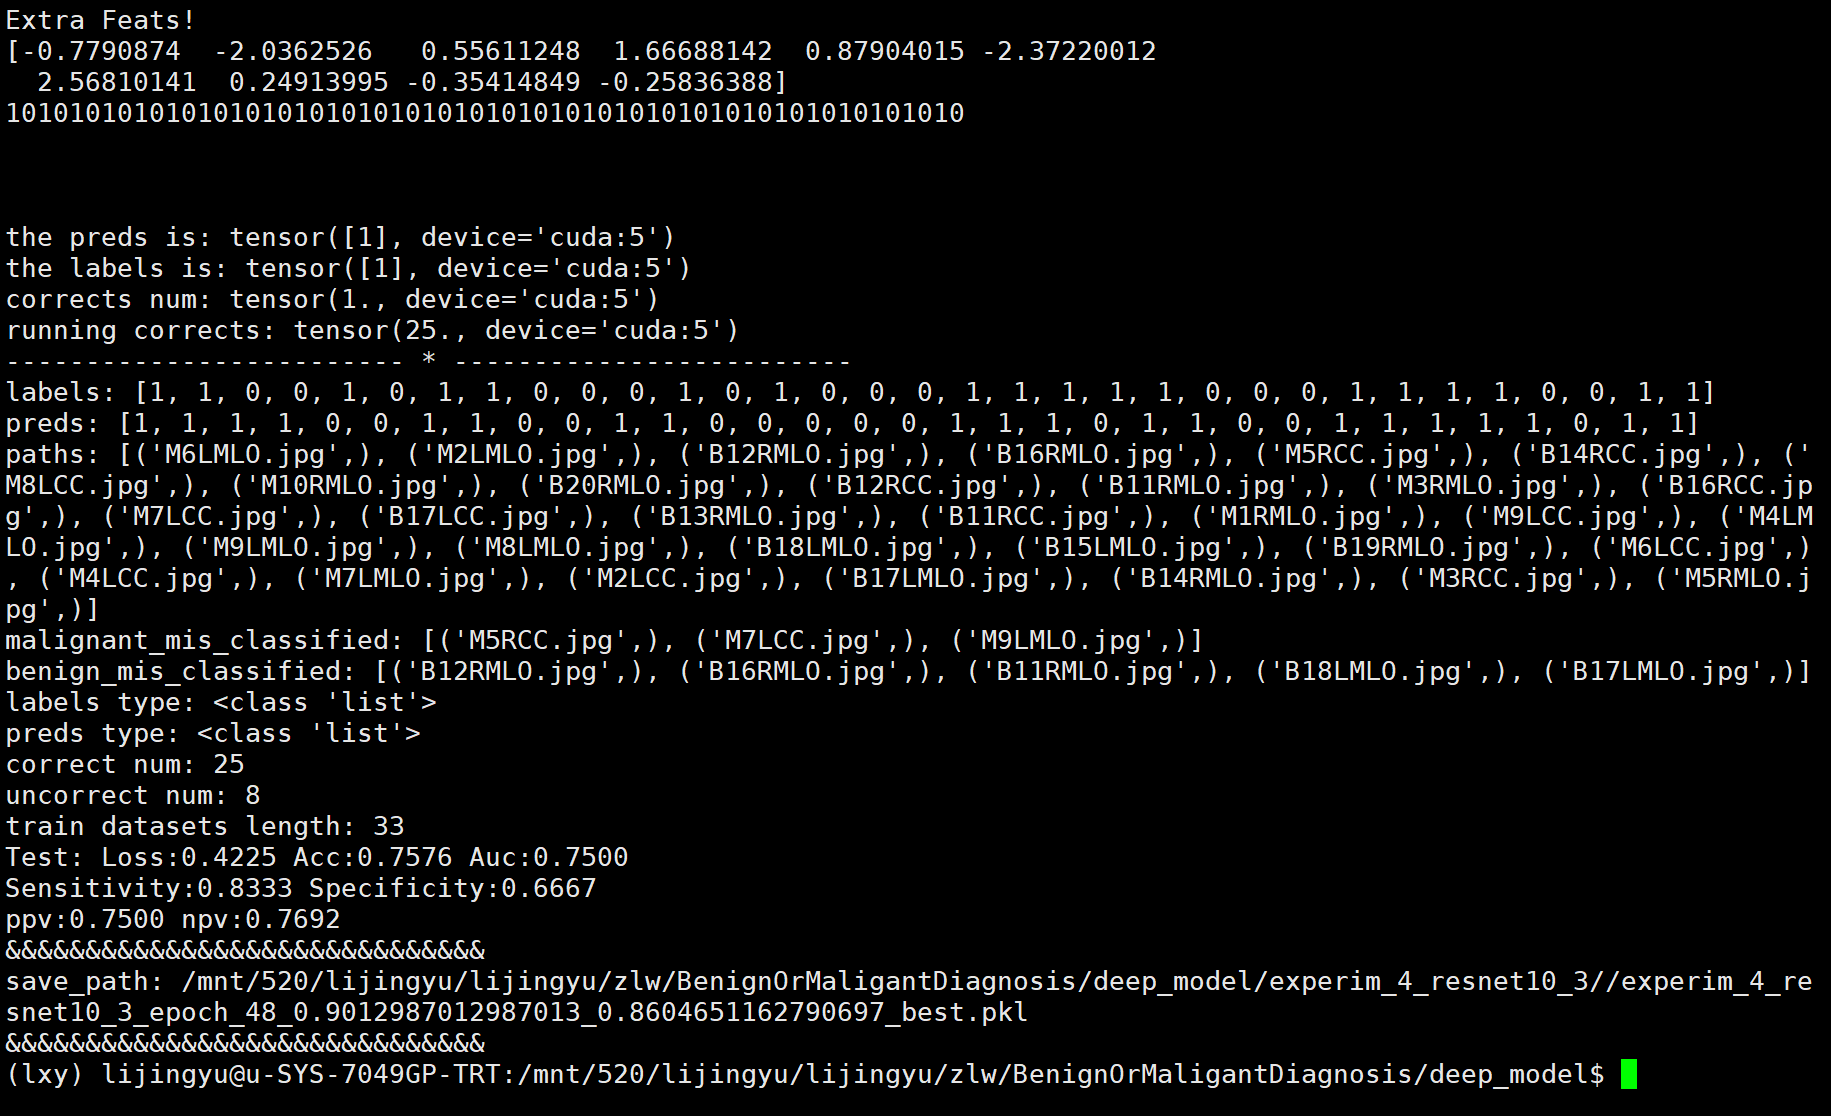 Extra Feats!
[-0.7790874  -2.0362526   0.55611248  1.66688142  0.87904015 -2.37220012
  2.56810141  0.24913995 -0.35414849 -0.25836388]
101010101010101010101010101010101010101010101010101010101010
the preds is: tensor([1], device='cuda:5')
the labels is: tensor([1], device='cuda:5')
corrects num: tensor(1., device='cuda:5')
running corrects: tensor(25., device='cuda:5')
------------------------- * -------------------------
labels: [1, 1, 0, 0, 1, 0, 1, 1, 0, 0, 0, 1, 0, 1, 0, 0, 0, 1, 1, 1, 1, 1, 0, 0, 0, 1, 1, 1, 1, 0, 0, 1, 1]
preds: [1, 1, 1, 1, 0, 0, 1, 1, 0, 0, 1, 1, 0, 0, 0, 0, 0, 1, 1, 1, 0, 1, 1, 0, 0, 1, 1, 1, 1, 1, 0, 1, 1]
paths: [('M6LMLO.jpg',), ('M2LMLO.jpg',), ('B12RMLO.jpg',), ('B16RMLO.jpg',), ('M5RCC.jpg',), ('B14RCC.jpg',), ('
M8LCC.jpg',), ('M10RMLO.jpg',), ('B20RMLO.jpg',), ('B12RCC.jpg',), ('B11RMLO.jpg',), ('M3RMLO.jpg',), ('B16RCC.jp
g',), ('M7LCC.jpg',), ('B17LCC.jpg',), ('B13RMLO.jpg',), ('B11RCC.jpg',), ('M1RMLO.jpg',), ('M9LCC.jpg',), ('M4LM
LO.jpg',), ('M9LMLO.jpg',), ('M8LMLO.jpg',), ('B18LMLO.jpg',), ('B15LMLO.jpg',), ('B19RMLO.jpg',), ('M6LCC.jpg',)
, ('M4LCC.jpg',), ('M7LMLO.jpg',), ('M2LCC.jpg',), ('B17LMLO.jpg',), ('B14RMLO.jpg',), ('M3RCC.jpg',), ('M5RMLO.j
pg',)]
malignant_mis_classified: [('M5RCC.jpg',), ('M7LCC.jpg',), ('M9LMLO.jpg',)]
benign_mis_classified: [('B12RMLO.jpg',), ('B16RMLO.jpg',), ('B11RMLO.jpg',), ('B18LMLO.jpg',), ('B17LMLO.jpg',)]
labels type: <class 'list'>
preds type: <class 'list'>
correct num: 25
uncorrect num: 8
train datasets length: 33
Test: Loss:0.4225 Acc:0.7576 Auc:0.7500
Sensitivity:0.8333 Specificity:0.6667
ppv:0.7500 npv:0.7692
&&&&&&&&&&&&&&&&&&&&&&&&&&&&&&
save_path: /mnt/520/lijingyu/lijingyu/zlw/BenignOrMaligantDiagnosis/deep_model/experim_4_resnet10_3//experim_4_re
snet10_3_epoch_48_0.9012987012987013_0.8604651162790697_best.pkl
&&&&&&&&&&&&&&&&&&&&&&&&&&&&&&
(lxy) lijingyu@u-SYS-7049GP-TRT:/mnt/520/lijingyu/lijingyu/zlw/BenignOrMaligantDiagnosis/deep_model$